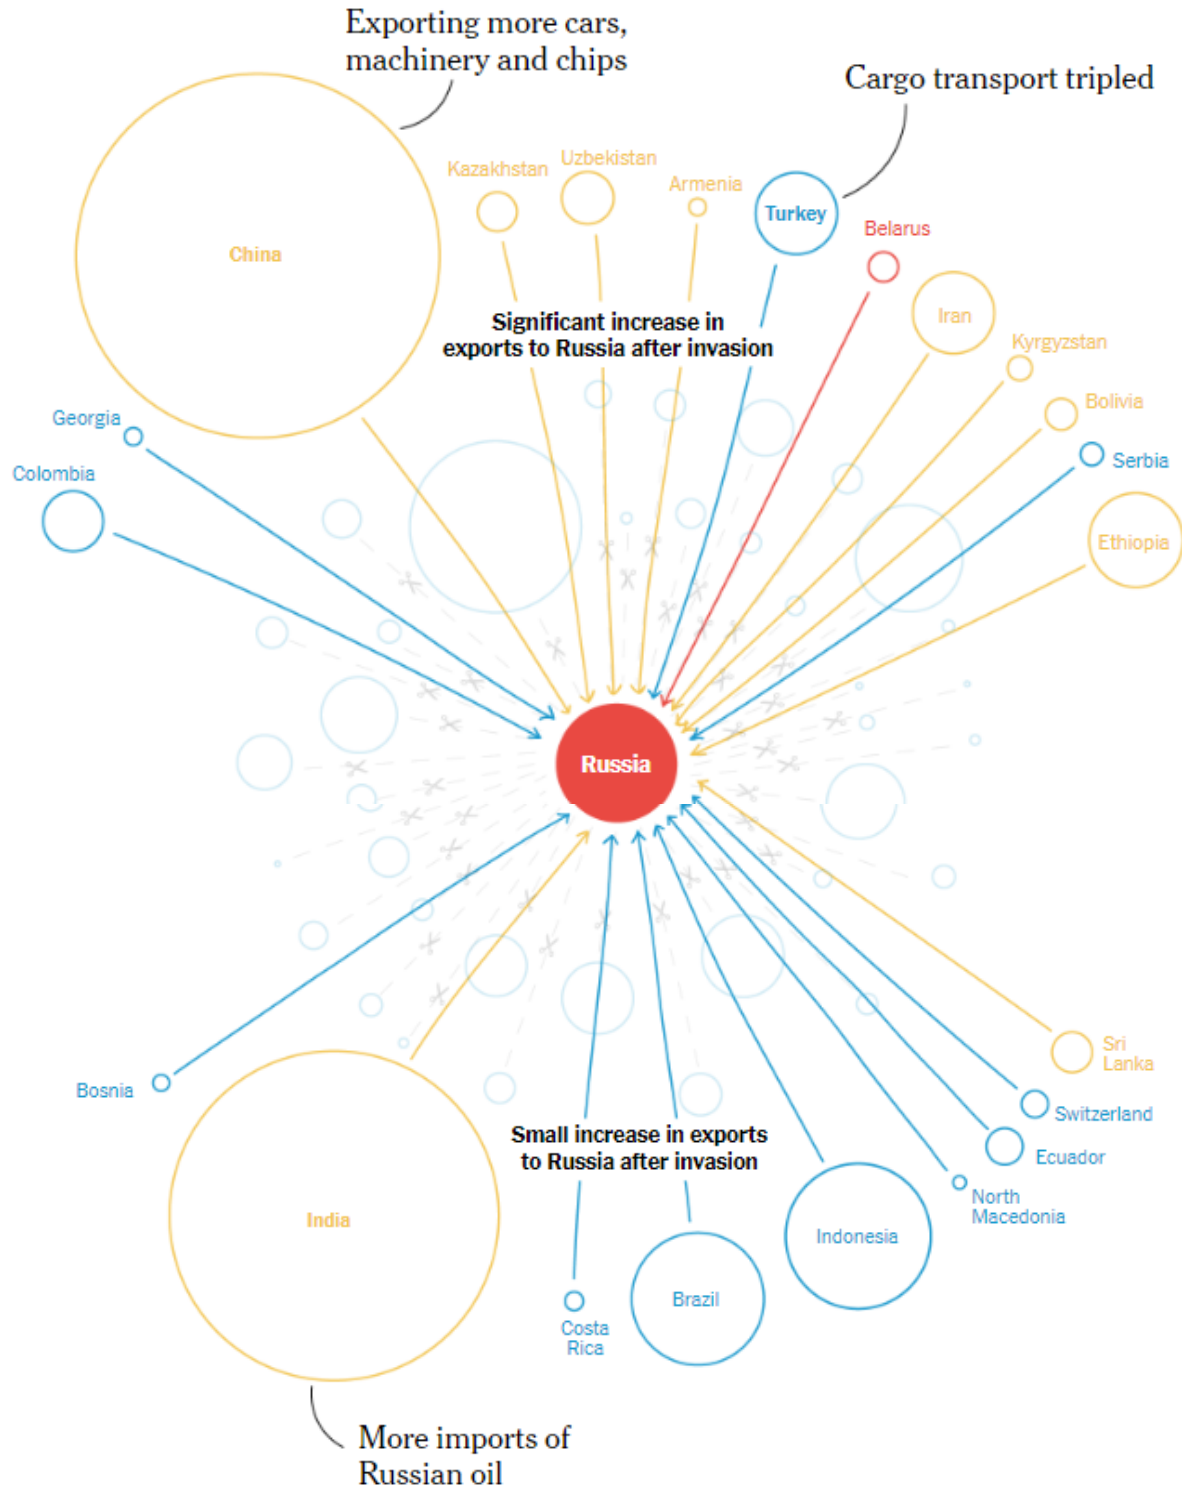 Exporting more cars,
machinery and chips
Cargo transport tripled
Kazakhstan
Uzbekistan
Armenia
Turkey
Belarus
China
Iran
Significant increase in
exports to Russia after invasion
Kyrgyzstan
Bolivia
Georgia
Serbia
Colombia
Ethiopia
Russia
Sri
Lanka
Bosnia
Switzerland
Small increase in exports
to Russia after invasion
Ecuador
North
Macedonia
India
Indonesia
Brazil
Costa
Rica
More imports of
Russian oil